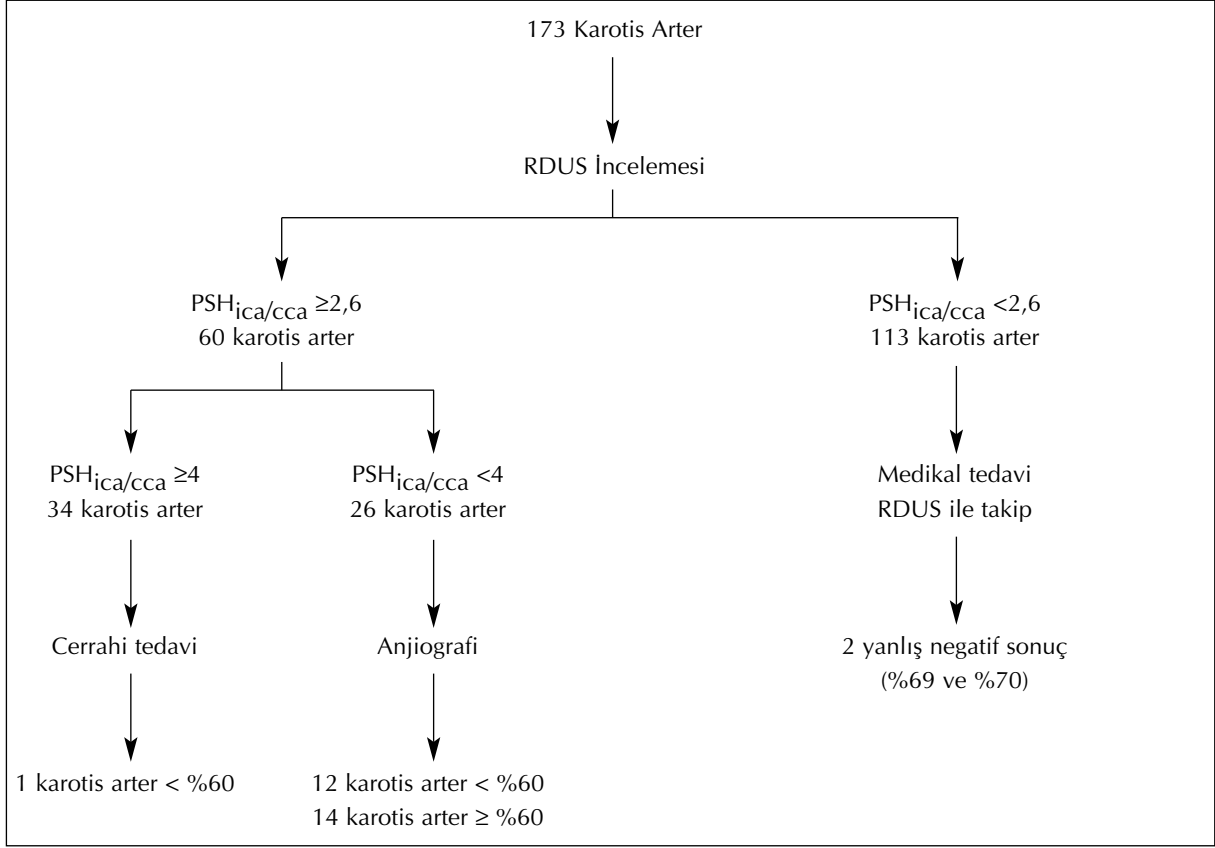 173 Karotis Arter
RDUS İncelemesi
PSHica/cca ≥2,6
60 karotis arter
PSHica/cca <2,6
113 karotis arter
PSHica/cca ≥4
34 karotis arter
PSHica/cca <4
26 karotis arter
Medikal tedavi
RDUS ile takip
Cerrahi tedavi
Anjiografi
2 yanlış negatif sonuç
(%69 ve %70)
1 karotis arter < %60
12 karotis arter < %60
14 karotis arter ≥ %60